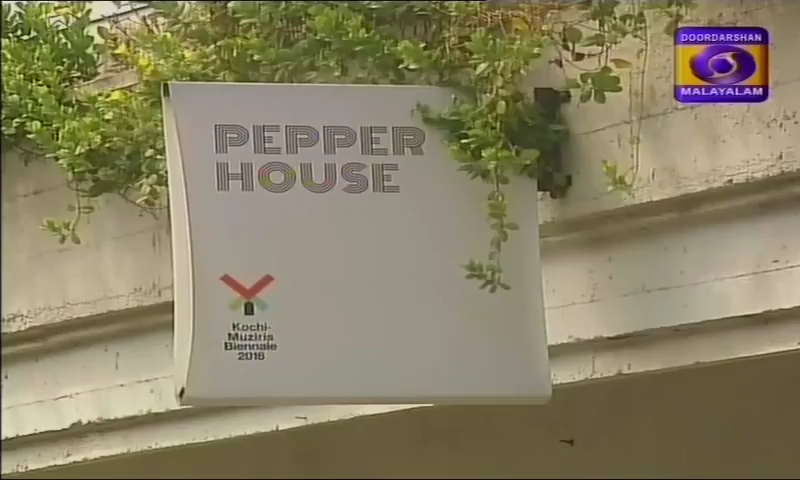 DOORDARSHAN
MALAYALAM
PEPPER
HOUSE
Kochi-
Muziris
Biennale
2016